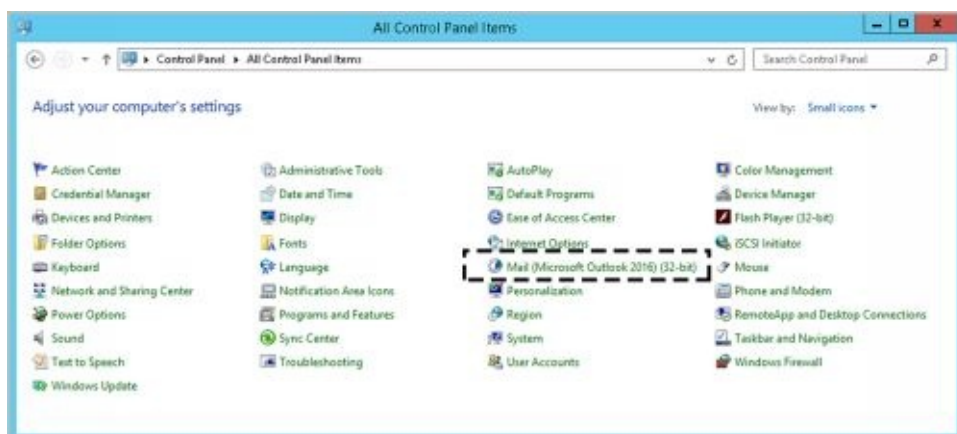 All Control Panel Items
Control Panel ▸ All Control Panel Items
Search Control Panel
Adjust your computer's settings
View by: Small icons
Action Center
Administrative Tools
AutoPlay
Color Management
Credential Manager
Date and Time
Default Programs
Device Manager
Devices and Printers
Display
Ease of Access Center
Flash Player (32-bit)
Folder Options
Fonts
Internet Options
iSCSI Initiator
Keyboard
Language
Mail (Microsoft Outlook 2016) (32-bit)
Mouse
Network and Sharing Center
Notification Area Icons
Personalization
Phone and Modem
Power Options
Programs and Features
Region
RemoteApp and Desktop Connections
Sound
Sync Center
System
Taskbar and Navigation
Text to Speech
Troubleshooting
User Accounts
Windows Firewall
Windows Update